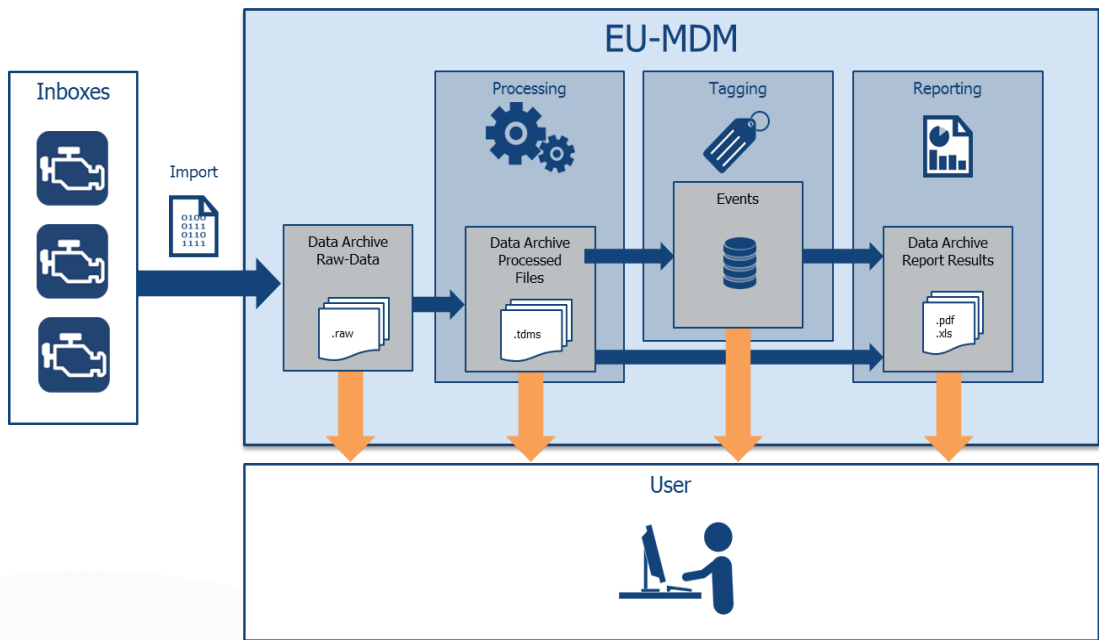 EU-MDM
Inboxes
Import
0100
0111
0110
1111
Processing
Tagging
Reporting
Data Archive
Raw-Data
.raw
Data Archive
Processed
Files
.tdms
Events
Data Archive
Report Results
.pdf
.xls
User